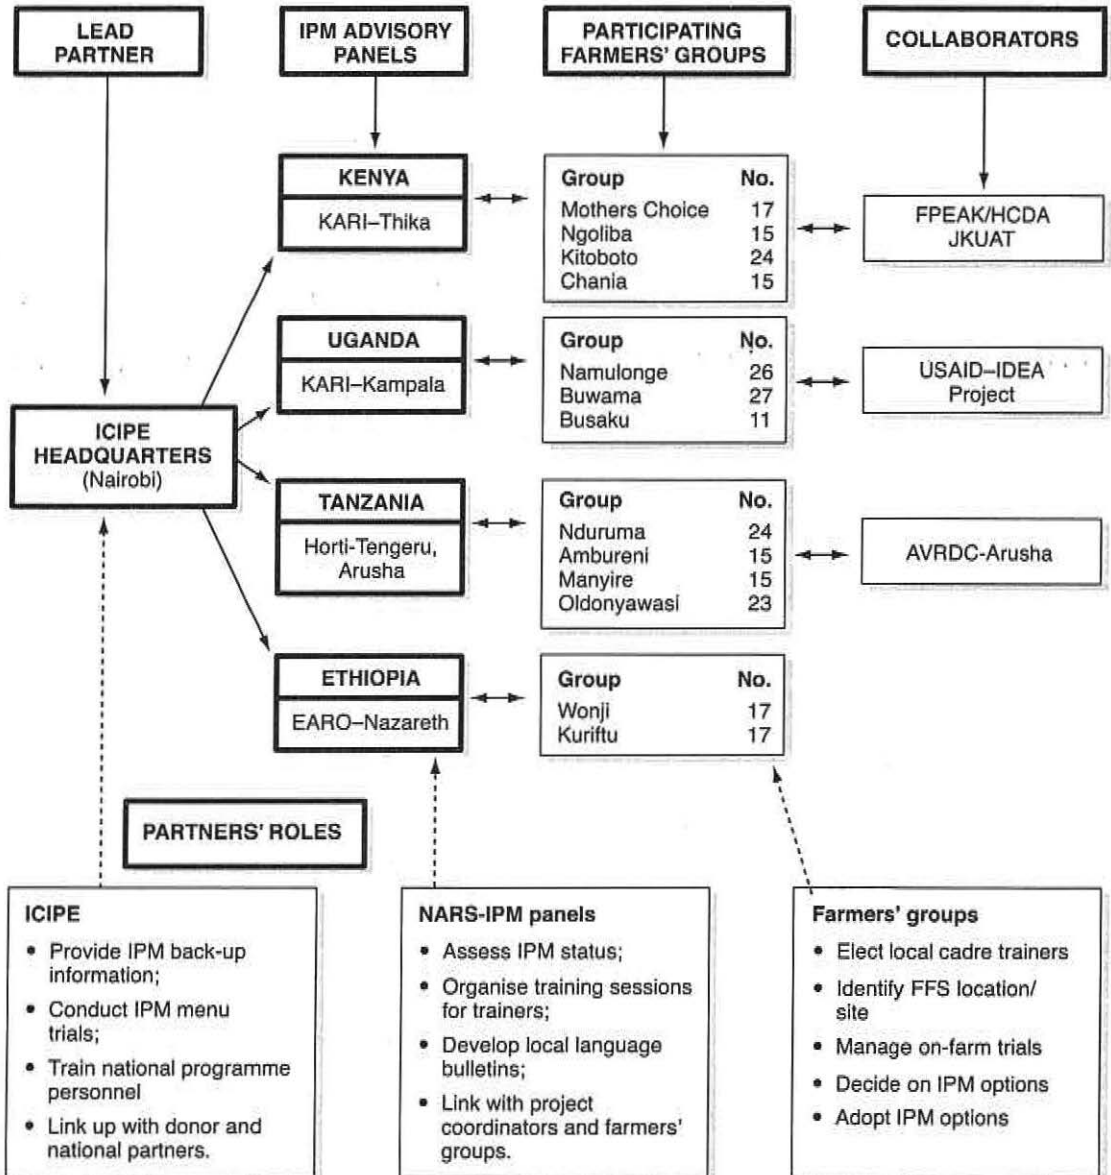 LEAD
PARTNER
IPM ADVISORY
PANELS
PARTICIPATING
FARMERS' GROUPS
COLLABORATORS
KENYA
KARI–Thika
Group No.
Mothers Choice 17
Ngoliba 15
Kitoboto 24
Chania 15
FPEAK/HCDA
JKUAT
UGANDA
KARI–Kampala
Group No.
Namulonge 26
Buwama 27
Busaku 11
USAID–IDEA
Project
ICIPE
HEADQUARTERS
(Nairobi)
TANZANIA
Horti-Tengeru,
Arusha
Group No.
Nduruma 24
Ambureni 15
Manyire 15
Oldonyawasi 23
AVRDC-Arusha
ETHIOPIA
EARO–Nazareth
Group No.
Wonji 17
Kuriftu 17
PARTNERS' ROLES
ICIPE
• Provide IPM back-up
information;
• Conduct IPM menu
trials;
• Train national programme
personnel
• Link up with donor and
national partners.
NARS-IPM panels
• Assess IPM status;
• Organise training sessions
for trainers;
• Develop local language
bulletins;
• Link with project
coordinators and farmers'
groups.
Farmers' groups
• Elect local cadre trainers
• Identify FFS location/
site
• Manage on-farm trials
• Decide on IPM options
• Adopt IPM options